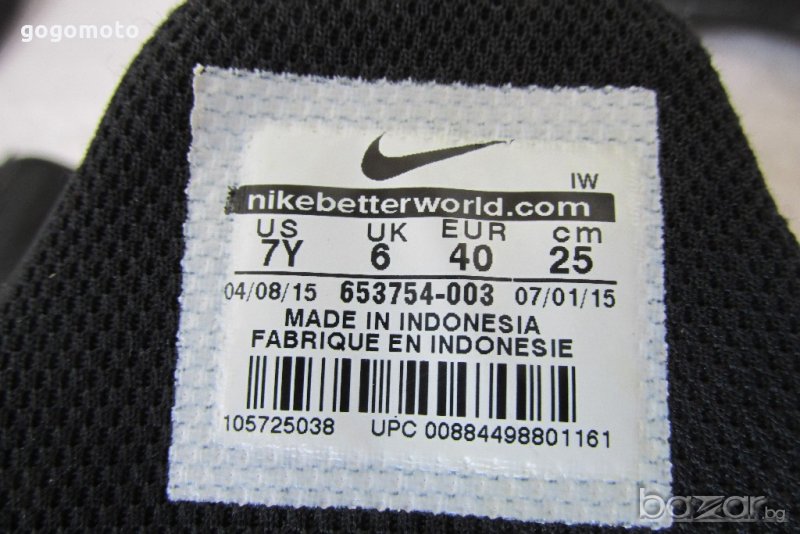 gogomoto
IW
nikebetterworld.com
US UK EUR cm
7Y 6 40 25
04/08/15 653754-003 07/01/15
MADE IN INDONESIA
FABRIQUE EN INDONESIE
105725038 UPC 00884498801161
bazar.bg